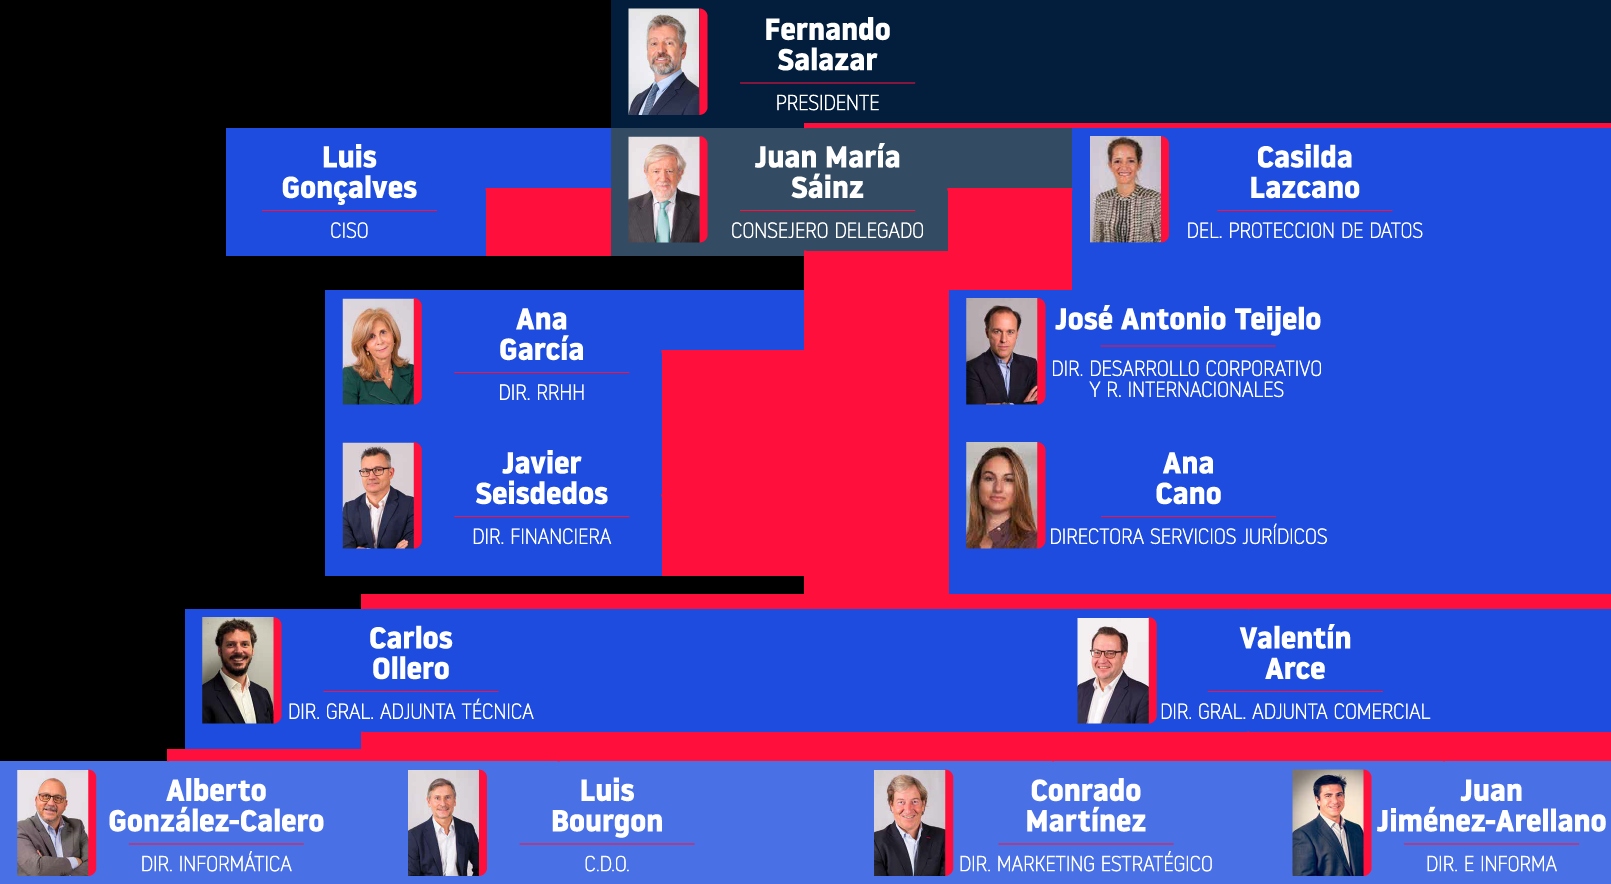 Fernando
Salazar
PRESIDENTE
Luis
Gonçalves
CISO
Juan María
Sáinz
CONSEJERO DELEGADO
Casilda
Lazcano
DEL. PROTECCION DE DATOS
Ana
García
DIR. RRHH
José Antonio Teijelo
DIR. DESARROLLO CORPORATIVO
Y R. INTERNACIONALES
Javier
Seisdedos
DIR. FINANCIERA
Ana
Cano
DIRECTORA SERVICIOS JURÍDICOS
Carlos
Ollero
DIR. GRAL. ADJUNTA TÉCNICA
Valentín
Arce
DIR. GRAL. ADJUNTA COMERCIAL
Alberto
González-Calero
DIR. INFORMÁTICA
Luis
Bourgon
C.D.O.
Conrado
Martínez
DIR. MARKETING ESTRATÉGICO
Juan
Jiménez-Arellano
DIR. E INFORMA